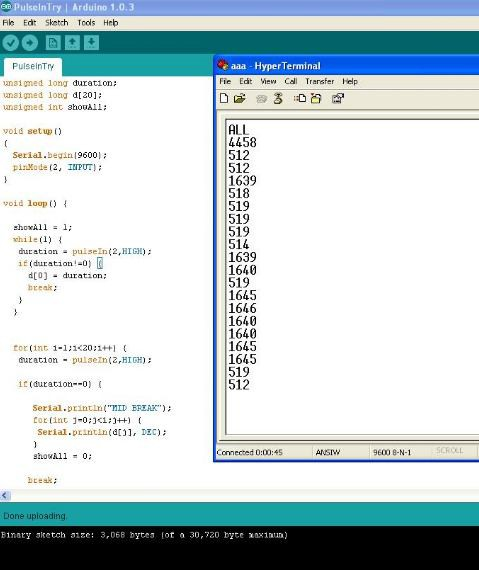 PulseInTry | Arduino 1.0.3
File Edit Sketch Tools Help
PulseInTry
unsigned long duration;
unsigned long d[20];
unsigned int showAll;
void setup()
{
Serial.begin(9600);
pinMode(2, INPUT);
}
void loop() {
showAll = 1;
while(1) {
duration = pulseIn(2,HIGH);
if(duration!=0) {
d[0] = duration;
break;
}
}
for(int i=1;i<20;i++) {
duration = pulseIn(2,HIGH);
if(duration==0) {
Serial.println("MID BREAK");
for(int j=0;j<i;j++) {
Serial.println(d[j], DEC);
}
showAll = 0;
break;
Done uploading.
Binary sketch size: 3,068 bytes (of a 30,720 byte maximum)
aaa - HyperTerminal
File Edit View Call Transfer Help
ALL
4458
512
512
1639
518
519
519
519
514
1639
1640
519
1645
1646
1640
1640
1645
1645
519
512
Connected 0:00:45 ANSIW 9600 8-N-1 SCROLL